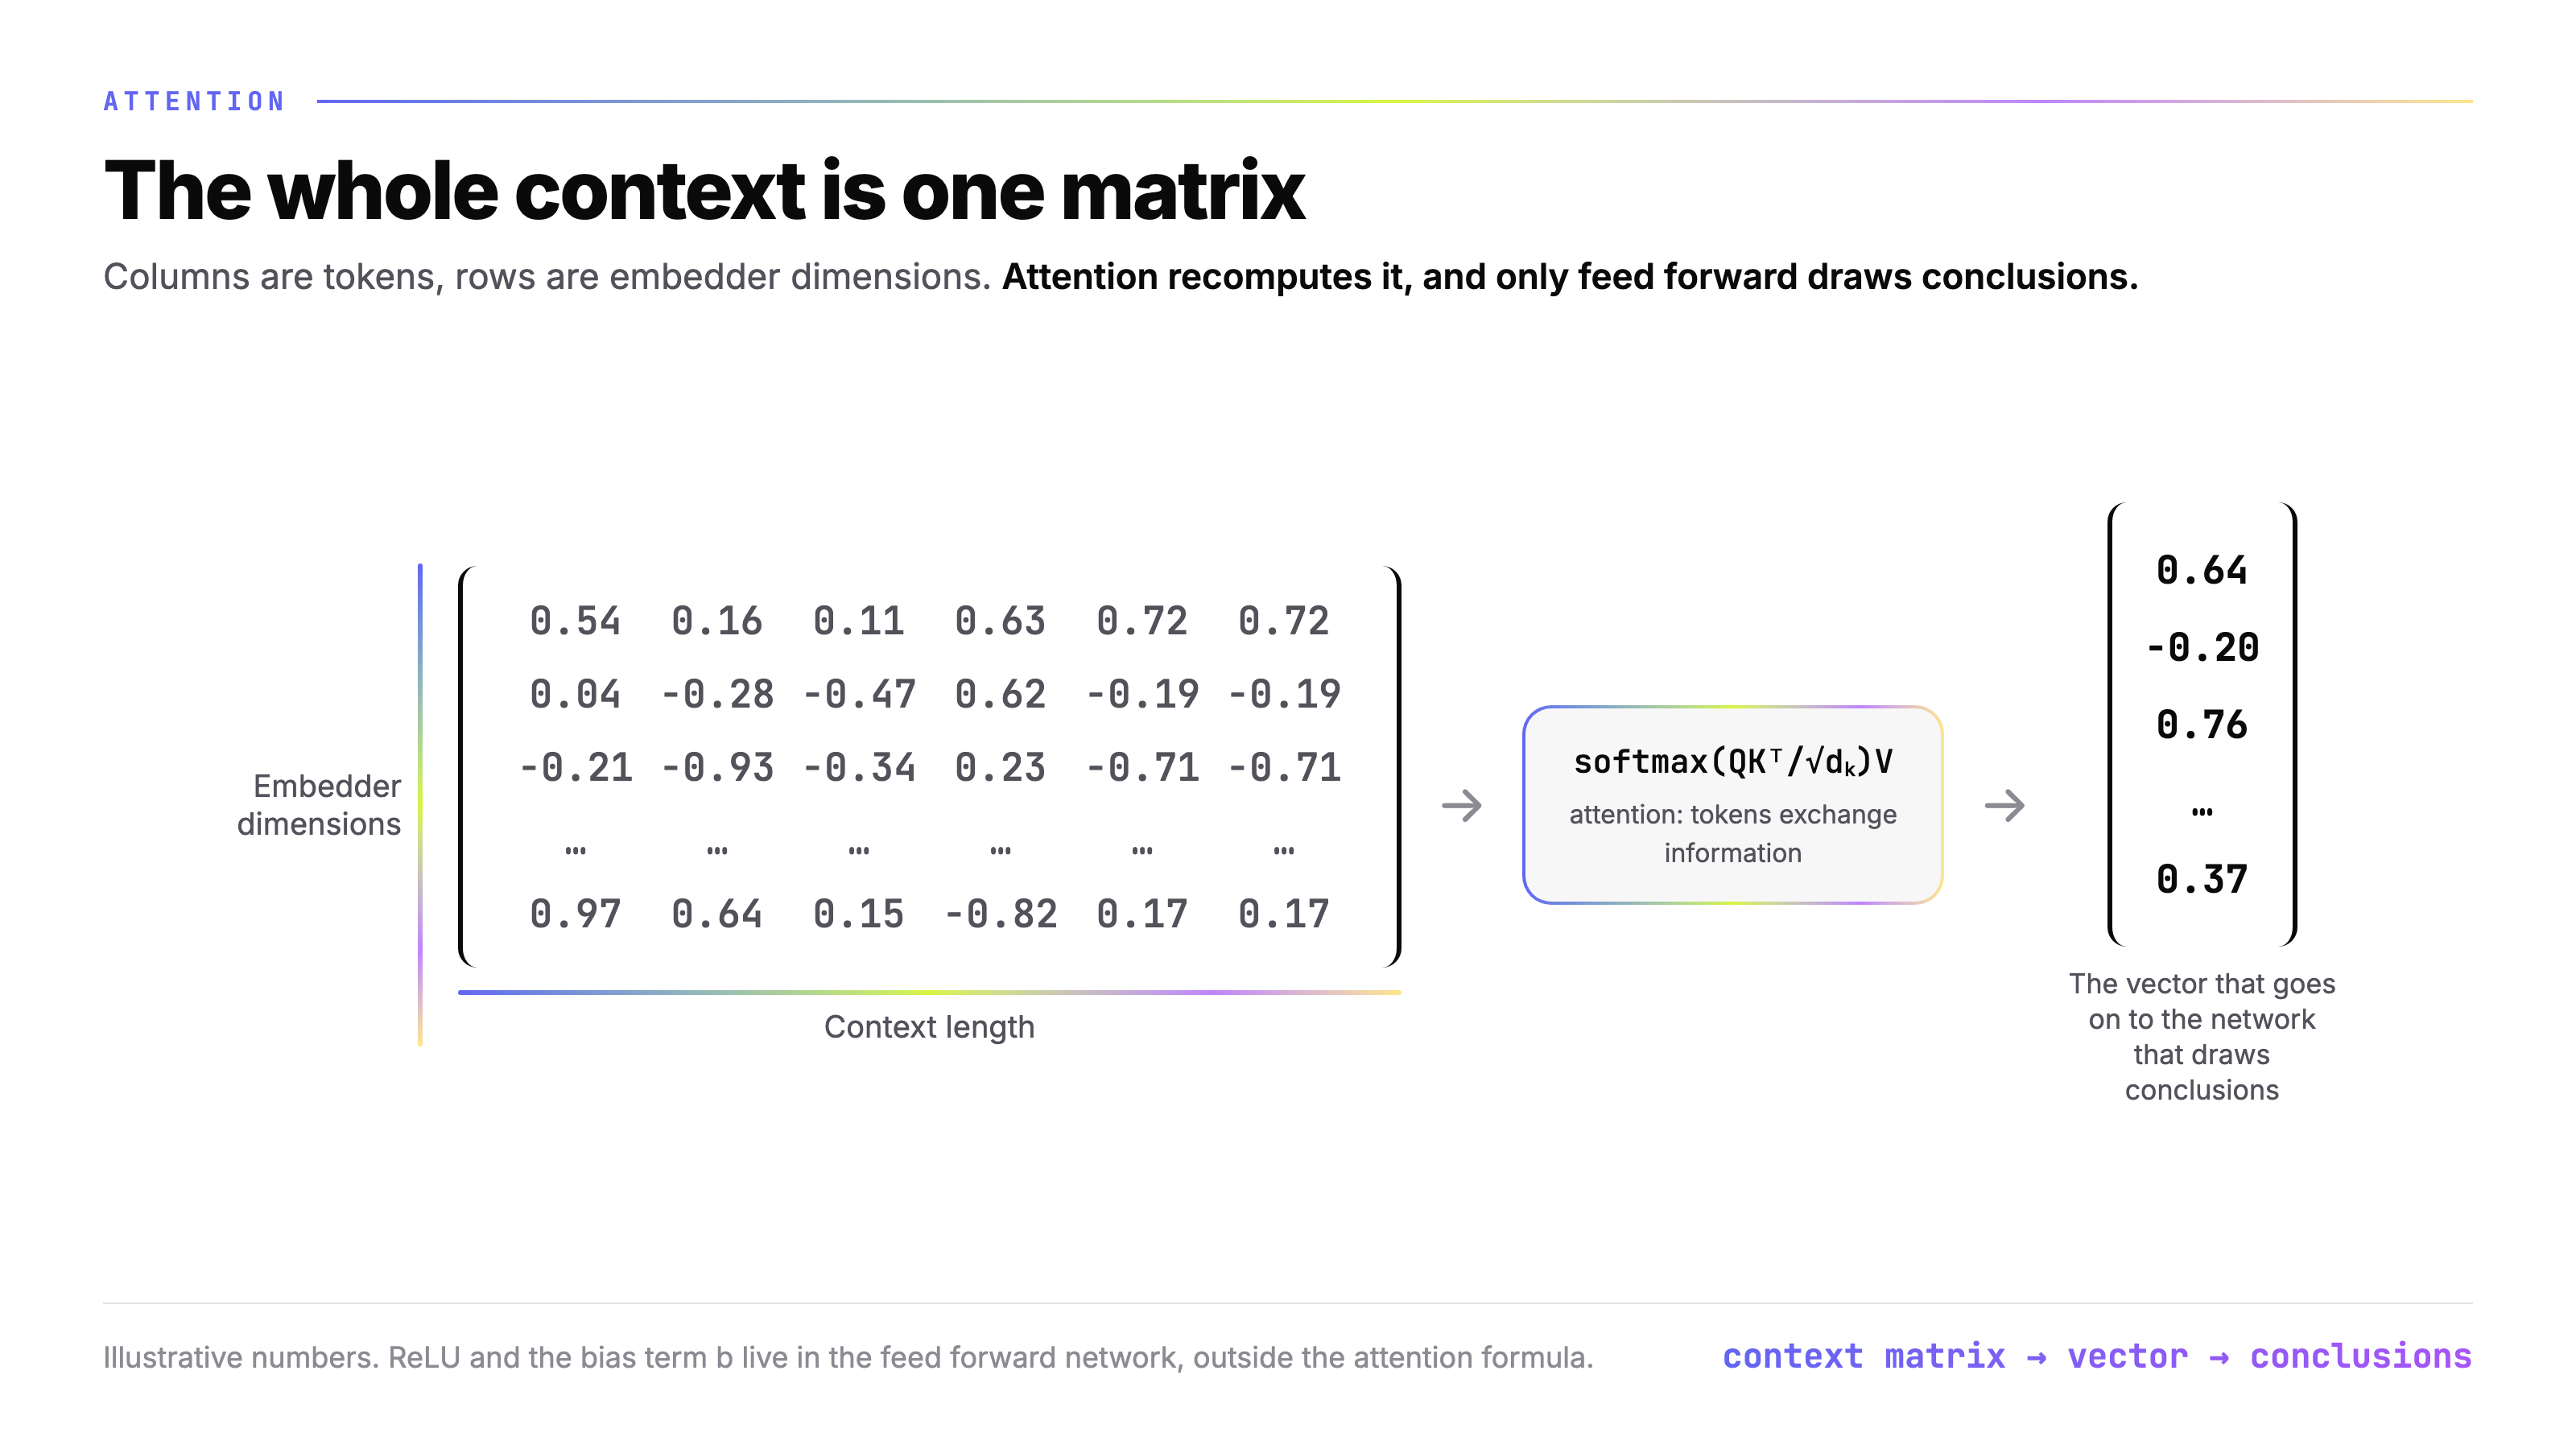 ATTENTION
The whole context is one matrix
Columns are tokens, rows are embedder dimensions. Attention recomputes it, and only feed forward draws conclusions.
Embedder
dimensions
0.54 0.16 0.11 0.63 0.72 0.72
0.04 -0.28 -0.47 0.62 -0.19 -0.19
-0.21 -0.93 -0.34 0.23 -0.71 -0.71
… … … … … …
0.97 0.64 0.15 -0.82 0.17 0.17
Context length
→
softmax(QKᵀ/√dₖ)V
attention: tokens exchange
information
→
0.64
-0.20
0.76
…
0.37
The vector that goes
on to the network
that draws
conclusions
Illustrative numbers. ReLU and the bias term b live in the feed forward network, outside the attention formula.
context matrix → vector → conclusions